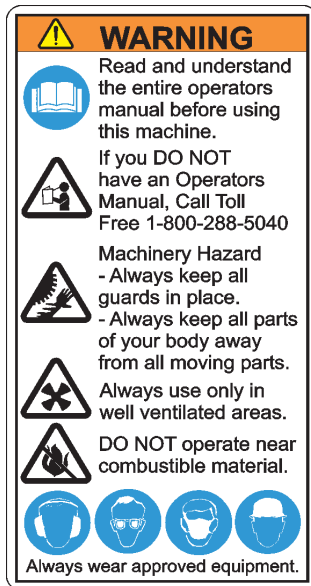 WARNING
Read and understand
the entire operators
manual before using
this machine.
If you DO NOT
have an Operators
Manual, Call Toll
Free 1-800-288-5040
Machinery Hazard
- Always keep all
guards in place.
- Always keep all parts
of your body away
from all moving parts.
Always use only in
well ventilated areas.
DO NOT operate near
combustible material.
Always wear approved equipment.